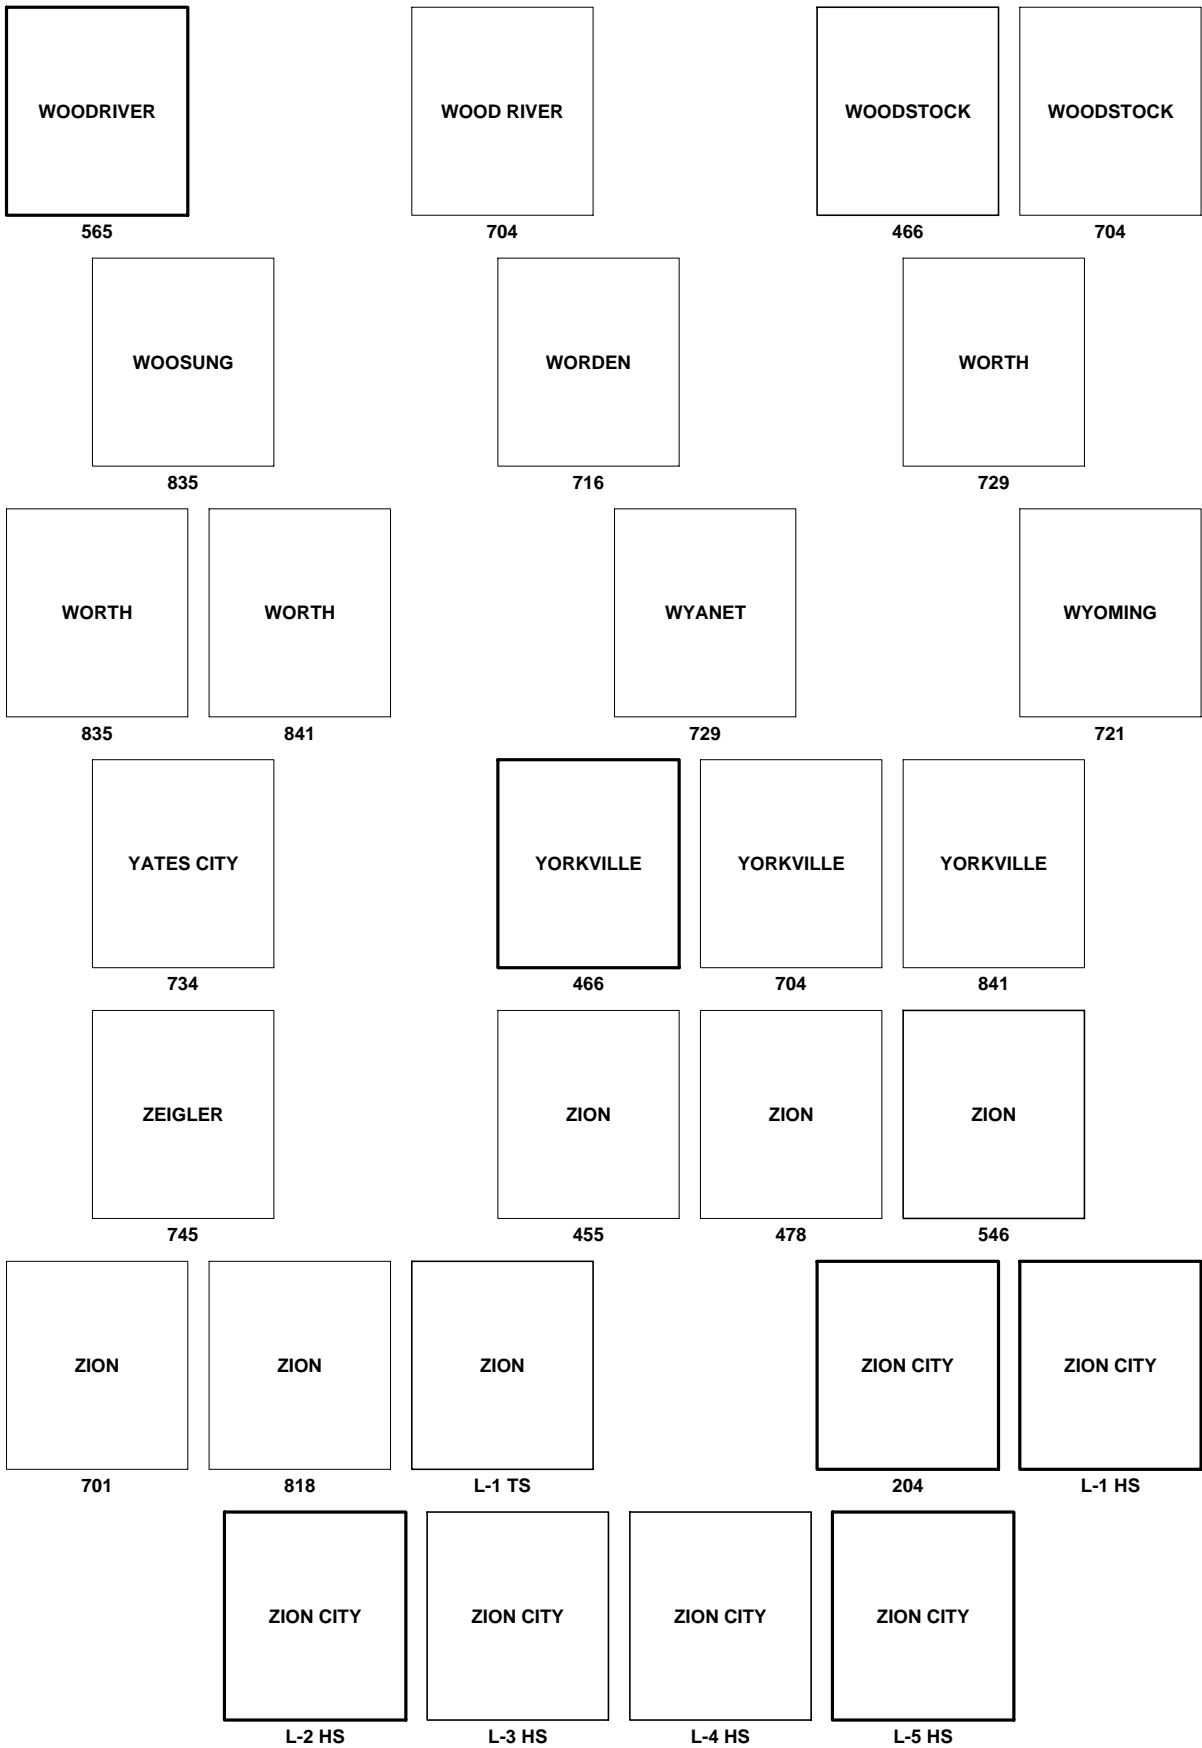 WOODRIVER WOOD RIVER WOODSTOCK WOODSTOCK
565 704 466 704
WOOSUNG WORDEN WORTH
835 716 729
WORTH WORTH WYANET WYOMING
835 841 729 721
YATES CITY YORKVILLE YORKVILLE YORKVILLE
734 466 704 841
ZEIGLER ZION ZION ZION
745 455 478 546
ZION ZION ZION ZION CITY ZION CITY
701 818 L-1 TS 204 L-1 HS
ZION CITY ZION CITY ZION CITY ZION CITY
L-2 HS L-3 HS L-4 HS L-5 HS